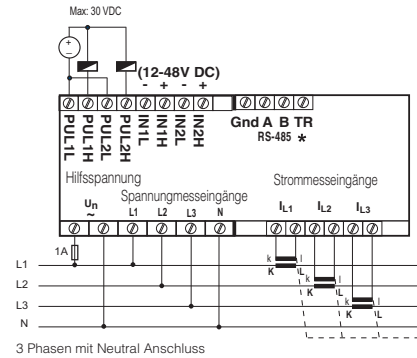 Max: 30 VDC
+
−
(12-48V DC)
- + - +
PUL1L PUL1H PUL2L PUL2H IN1L IN1H IN2L IN2H
Gnd A B TR
RS-485 *
Hilfsspannung
Spannungmesseingänge
Strommesseingänge
Un
~
L1 L2 L3 N
IL1 IL2 IL3
1A
L1
L2
L3
N
k l
K L
k l
K L
k l
K L
3 Phasen mit Neutral Anschluss